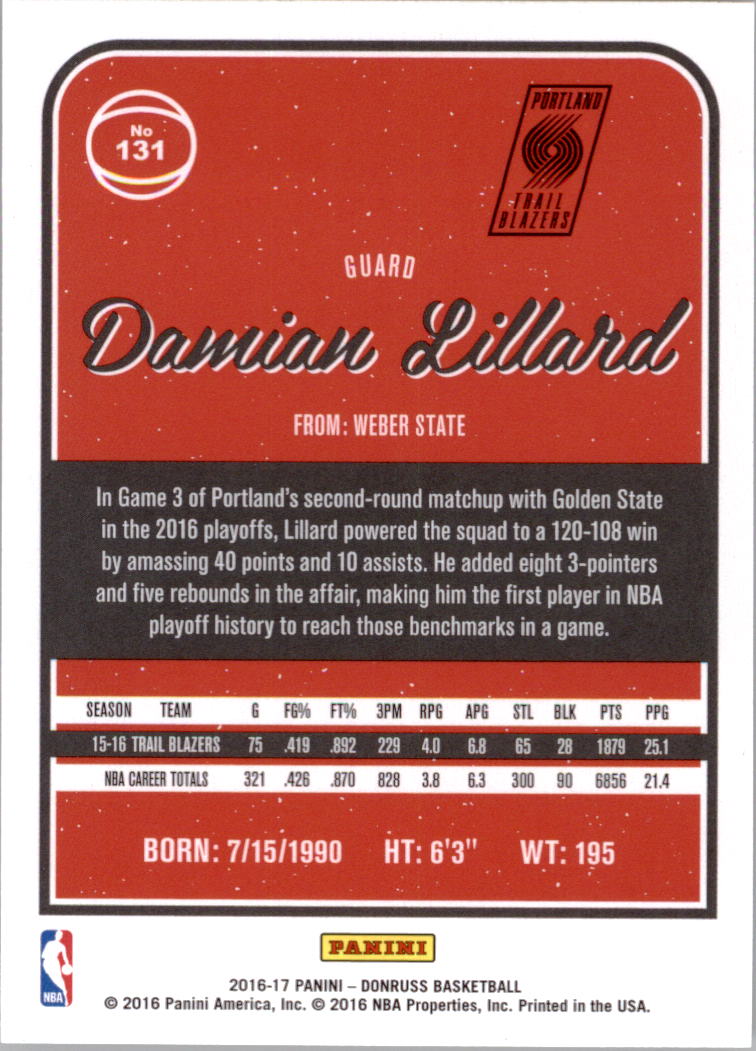 No
131
PORTLAND
TRAIL
BLAZERS
GUARD
Damian Lillard
FROM: WEBER STATE
In Game 3 of Portland's second-round matchup with Golden State
in the 2016 playoffs, Lillard powered the squad to a 120-108 win
by amassing 40 points and 10 assists. He added eight 3-pointers
and five rebounds in the affair, making him the first player in NBA
playoff history to reach those benchmarks in a game.
SEASON TEAM G FG% FT% 3PM RPG APG STL BLK PTS PPG
15-16 TRAIL BLAZERS 75 .419 .892 229 4.0 6.8 65 28 1879 25.1
NBA CAREER TOTALS 321 .426 .870 828 3.8 6.3 300 90 6856 21.4
BORN: 7/15/1990 HT: 6'3" WT: 195
PANINI
NBA
2016-17 PANINI – DONRUSS BASKETBALL
© 2016 Panini America, Inc. © 2016 NBA Properties, Inc. Printed in the USA.